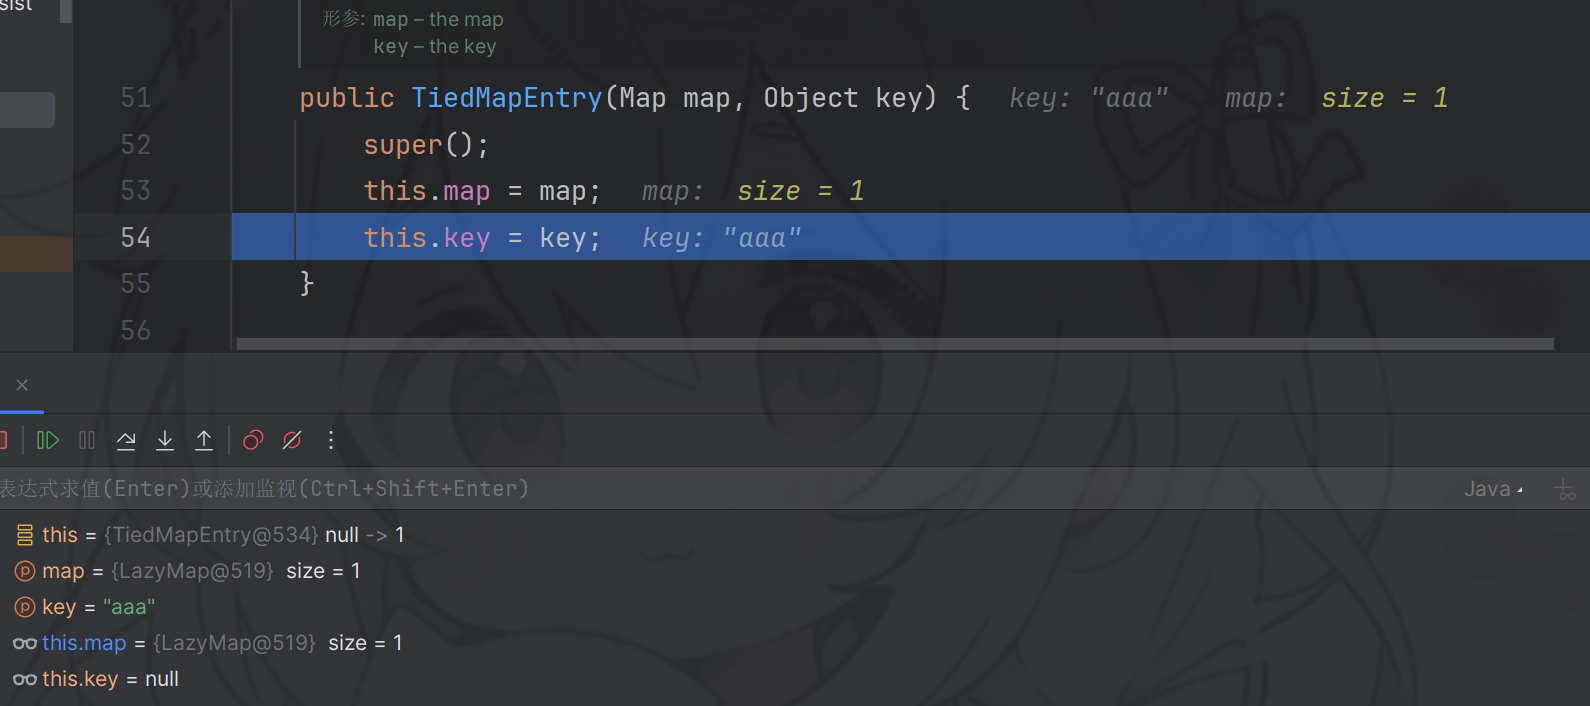 sist
形参: map – the map
key – the key
51 public TiedMapEntry(Map map, Object key) { key: "aaa" map: size = 1
52 super();
53 this.map = map; map: size = 1
54 this.key = key; key: "aaa"
55 }
56
表达式求值(Enter)或添加监视(Ctrl+Shift+Enter) Java
this = {TiedMapEntry@534} null -> 1
p map = {LazyMap@519} size = 1
p key = "aaa"
this.map = {LazyMap@519} size = 1
this.key = null